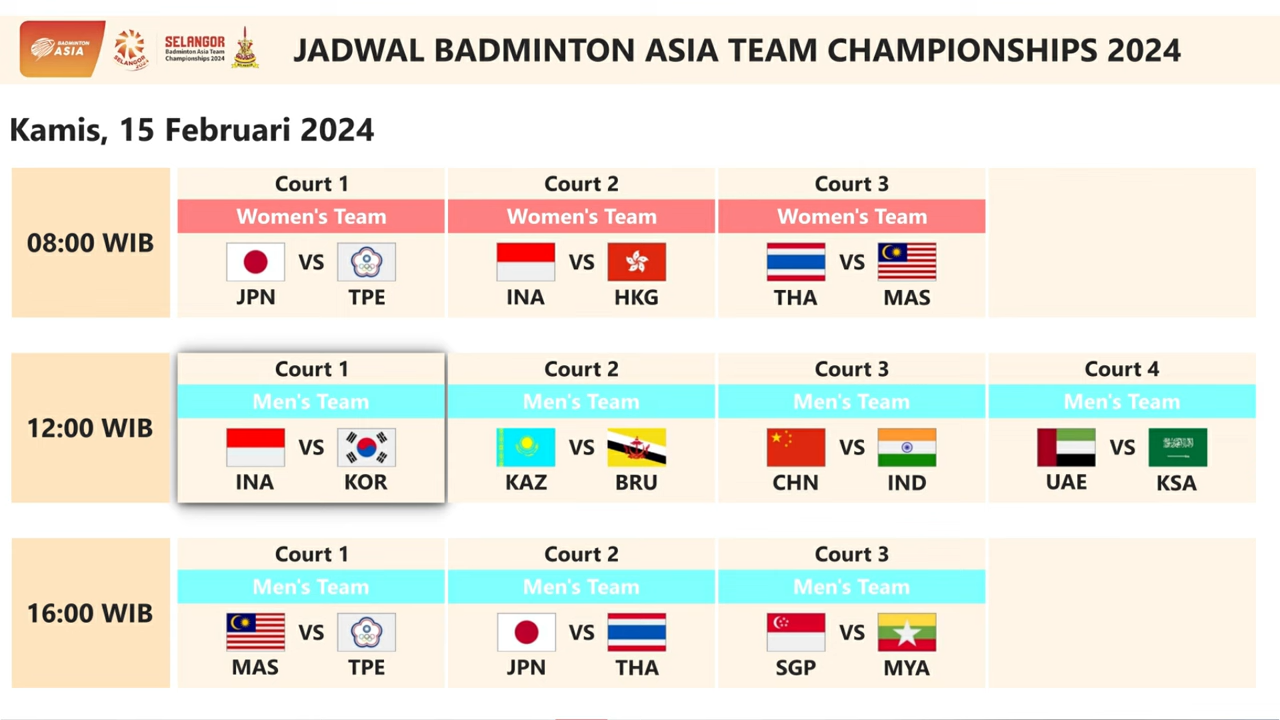 BADMINTON
ASIA
SELANGOR
Badminton Asia Team
Championships 2024
JADWAL BADMINTON ASIA TEAM CHAMPIONSHIPS 2024
Kamis, 15 Februari 2024
08:00 WIB
Court 1
Women's Team
VS
JPN
TPE
Court 2
Women's Team
VS
INA
HKG
Court 3
Women's Team
VS
THA
MAS
12:00 WIB
Court 1
Men's Team
VS
INA
KOR
Court 2
Men's Team
VS
KAZ
BRU
Court 3
Men's Team
VS
CHN
IND
Court 4
Men's Team
VS
UAE
KSA
16:00 WIB
Court 1
Men's Team
VS
MAS
TPE
Court 2
Men's Team
VS
JPN
THA
Court 3
Men's Team
VS
SGP
MYA